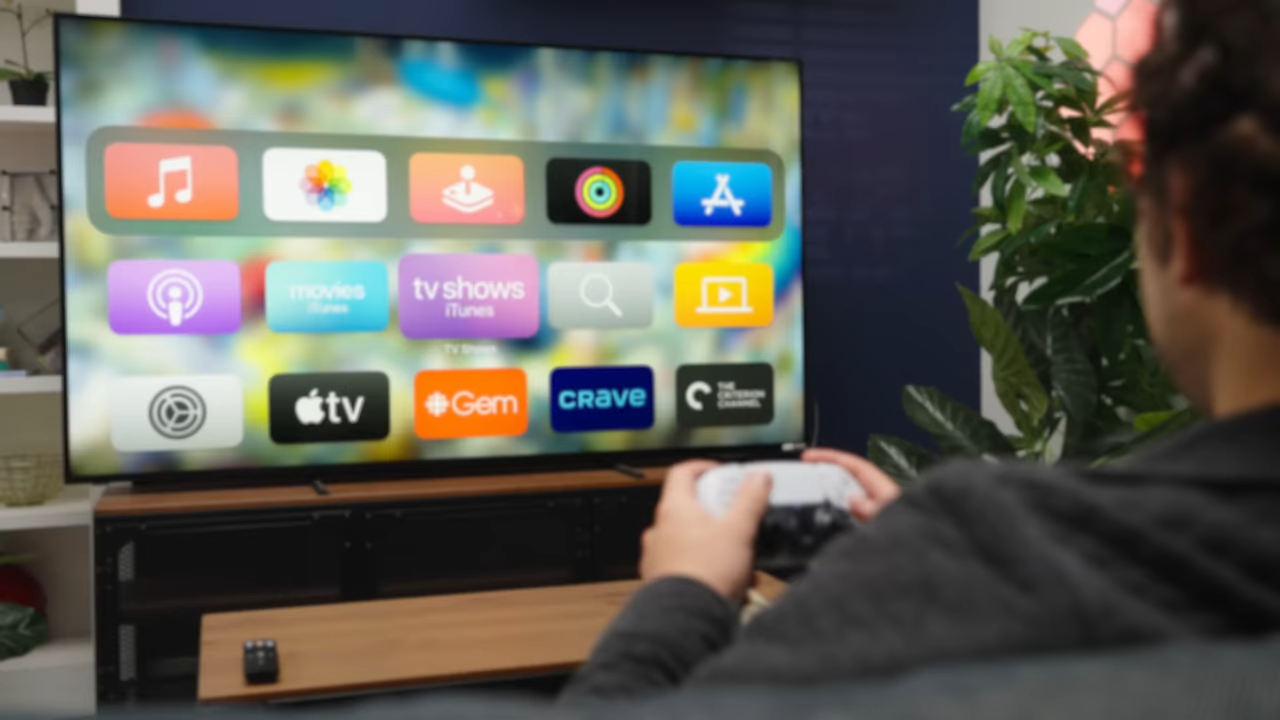 movies
iTunes
tv shows
iTunes
TV Shows
tv
Gem
CRAVE
THE
CRITERION
CHANNEL